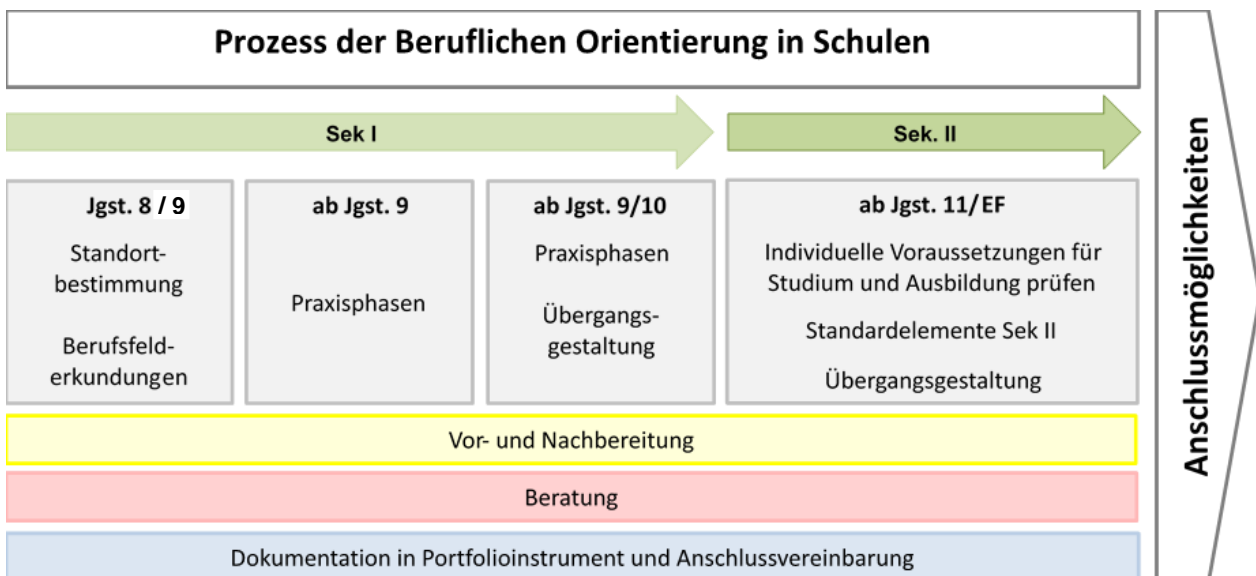 Prozess der Beruflichen Orientierung in Schulen
Sek I
Sek. II
Jgst. 8 / 9
Standort-
bestimmung
Berufsfeld-
erkundungen
ab Jgst. 9
Praxisphasen
ab Jgst. 9/10
Praxisphasen
Übergangs-
gestaltung
ab Jgst. 11/EF
Individuelle Voraussetzungen für
Studium und Ausbildung prüfen
Standardelemente Sek II
Übergangsgestaltung
Vor- und Nachbereitung
Beratung
Dokumentation in Portfolioinstrument und Anschlussvereinbarung
Anschlussmöglichkeiten